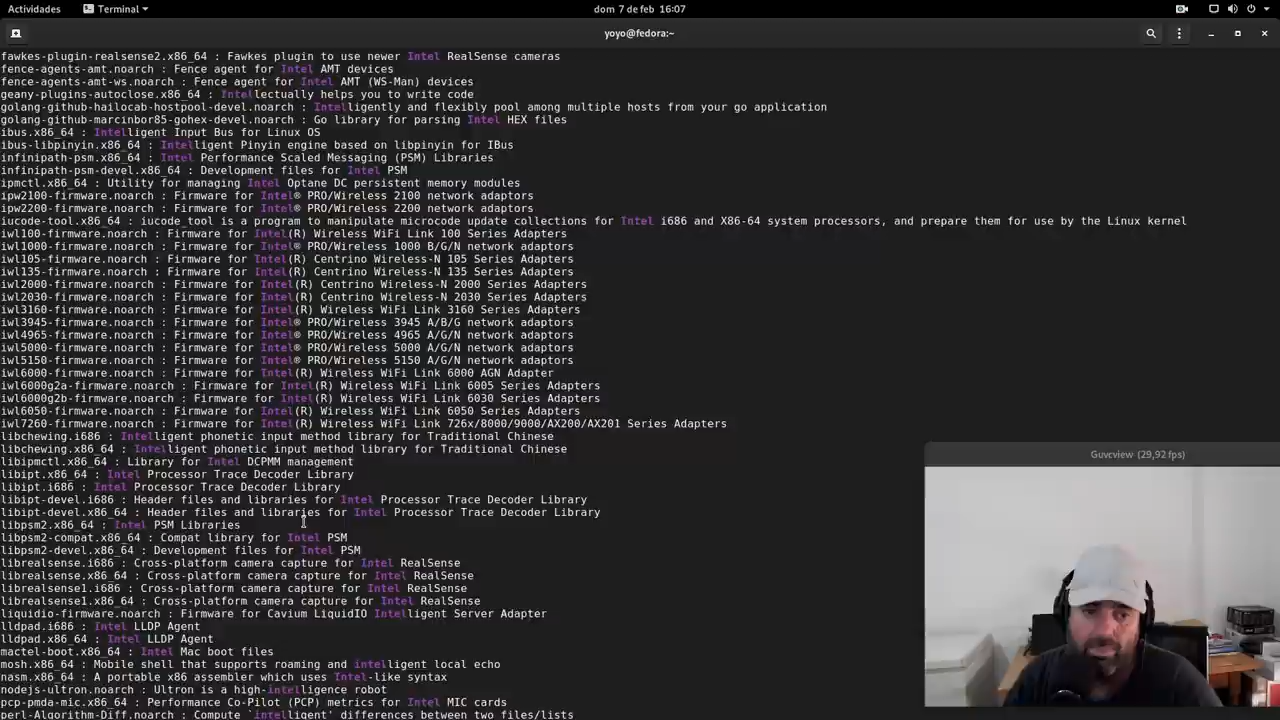 Actividades
Terminal
dom 7 de feb 16:07
yoyo@fedora:~
fawkes-plugin-realsense2.x86_64 : Fawkes plugin to use newer Intel RealSense cameras
fence-agents-amt.noarch : Fence agent for Intel AMT devices
fence-agents-amt-ws.noarch : Fence agent for Intel AMT (WS-Man) devices
geany-plugins-autoclose.x86_64 : Intellectually helps you to write code
golang-github-hailocab-hostpool-devel.noarch : Intelligently and flexibly pool among multiple hosts from your go application
golang-github-marcinbor85-gohex-devel.noarch : Go library for parsing Intel HEX files
ibus.x86_64 : Intelligent Input Bus for Linux OS
ibus-libpinyin.x86_64 : Intelligent Pinyin engine based on libpinyin for IBus
infinipath-psm.x86_64 : Intel Performance Scaled Messaging (PSM) Libraries
infinipath-psm-devel.x86_64 : Development files for Intel PSM
ipmctl.x86_64 : Utility for managing Intel Optane DC persistent memory modules
ipw2100-firmware.noarch : Firmware for Intel® PRO/Wireless 2100 network adaptors
ipw2200-firmware.noarch : Firmware for Intel® PRO/Wireless 2200 network adaptors
iucode-tool.x86_64 : iucode_tool is a program to manipulate microcode update collections for Intel i686 and X86-64 system processors, and prepare them for use by the Linux kernel
iwl100-firmware.noarch : Firmware for Intel(R) Wireless WiFi Link 100 Series Adapters
iwl1000-firmware.noarch : Firmware for Intel® PRO/Wireless 1000 B/G/N network adaptors
iwl105-firmware.noarch : Firmware for Intel(R) Centrino Wireless-N 105 Series Adapters
iwl135-firmware.noarch : Firmware for Intel(R) Centrino Wireless-N 135 Series Adapters
iwl2000-firmware.noarch : Firmware for Intel(R) Centrino Wireless-N 2000 Series Adapters
iwl2030-firmware.noarch : Firmware for Intel(R) Centrino Wireless-N 2030 Series Adapters
iwl3160-firmware.noarch : Firmware for Intel(R) Wireless WiFi Link 3160 Series Adapters
iwl3945-firmware.noarch : Firmware for Intel® PRO/Wireless 3945 A/B/G network adaptors
iwl4965-firmware.noarch : Firmware for Intel® PRO/Wireless 4965 A/G/N network adaptors
iwl5000-firmware.noarch : Firmware for Intel® PRO/Wireless 5000 A/G/N network adaptors
iwl5150-firmware.noarch : Firmware for Intel® PRO/Wireless 5150 A/G/N network adaptors
iwl6000-firmware.noarch : Firmware for Intel(R) Wireless WiFi Link 6000 AGN Adapter
iwl6000g2a-firmware.noarch : Firmware for Intel(R) Wireless WiFi Link 6005 Series Adapters
iwl6000g2b-firmware.noarch : Firmware for Intel(R) Wireless WiFi Link 6030 Series Adapters
iwl6050-firmware.noarch : Firmware for Intel(R) Wireless WiFi Link 6050 Series Adapters
iwl7260-firmware.noarch : Firmware for Intel(R) Wireless WiFi Link 726x/8000/9000/AX200/AX201 Series Adapters
libchewing.i686 : Intelligent phonetic input method library for Traditional Chinese
libchewing.x86_64 : Intelligent phonetic input method library for Traditional Chinese
libipmctl.x86_64 : Library for Intel DCPMM management
libipt.x86_64 : Intel Processor Trace Decoder Library
libipt.i686 : Intel Processor Trace Decoder Library
libipt-devel.i686 : Header files and libraries for Intel Processor Trace Decoder Library
libipt-devel.x86_64 : Header files and libraries for Intel Processor Trace Decoder Library
libpsm2.x86_64 : Intel PSM Libraries
libpsm2-compat.x86_64 : Compat library for Intel PSM
libpsm2-devel.x86_64 : Development files for Intel PSM
librealsense.i686 : Cross-platform camera capture for Intel RealSense
librealsense.x86_64 : Cross-platform camera capture for Intel RealSense
librealsense1.i686 : Cross-platform camera capture for Intel RealSense
librealsense1.x86_64 : Cross-platform camera capture for Intel RealSense
liquidio-firmware.noarch : Firmware for Cavium LiquidIO Intelligent Server Adapter
lldpad.i686 : Intel LLDP Agent
lldpad.x86_64 : Intel LLDP Agent
mactel-boot.x86_64 : Intel Mac boot files
mosh.x86_64 : Mobile shell that supports roaming and intelligent local echo
nasm.x86_64 : A portable x86 assembler which uses Intel-like syntax
nodejs-ultron.noarch : Ultron is a high-intelligence robot
pcp-pmda-mic.x86_64 : Performance Co-Pilot (PCP) metrics for Intel MIC cards
perl-Algorithm-Diff.noarch : Compute `intelligent' differences between two files/lists
Guvcview (29,92 fps)